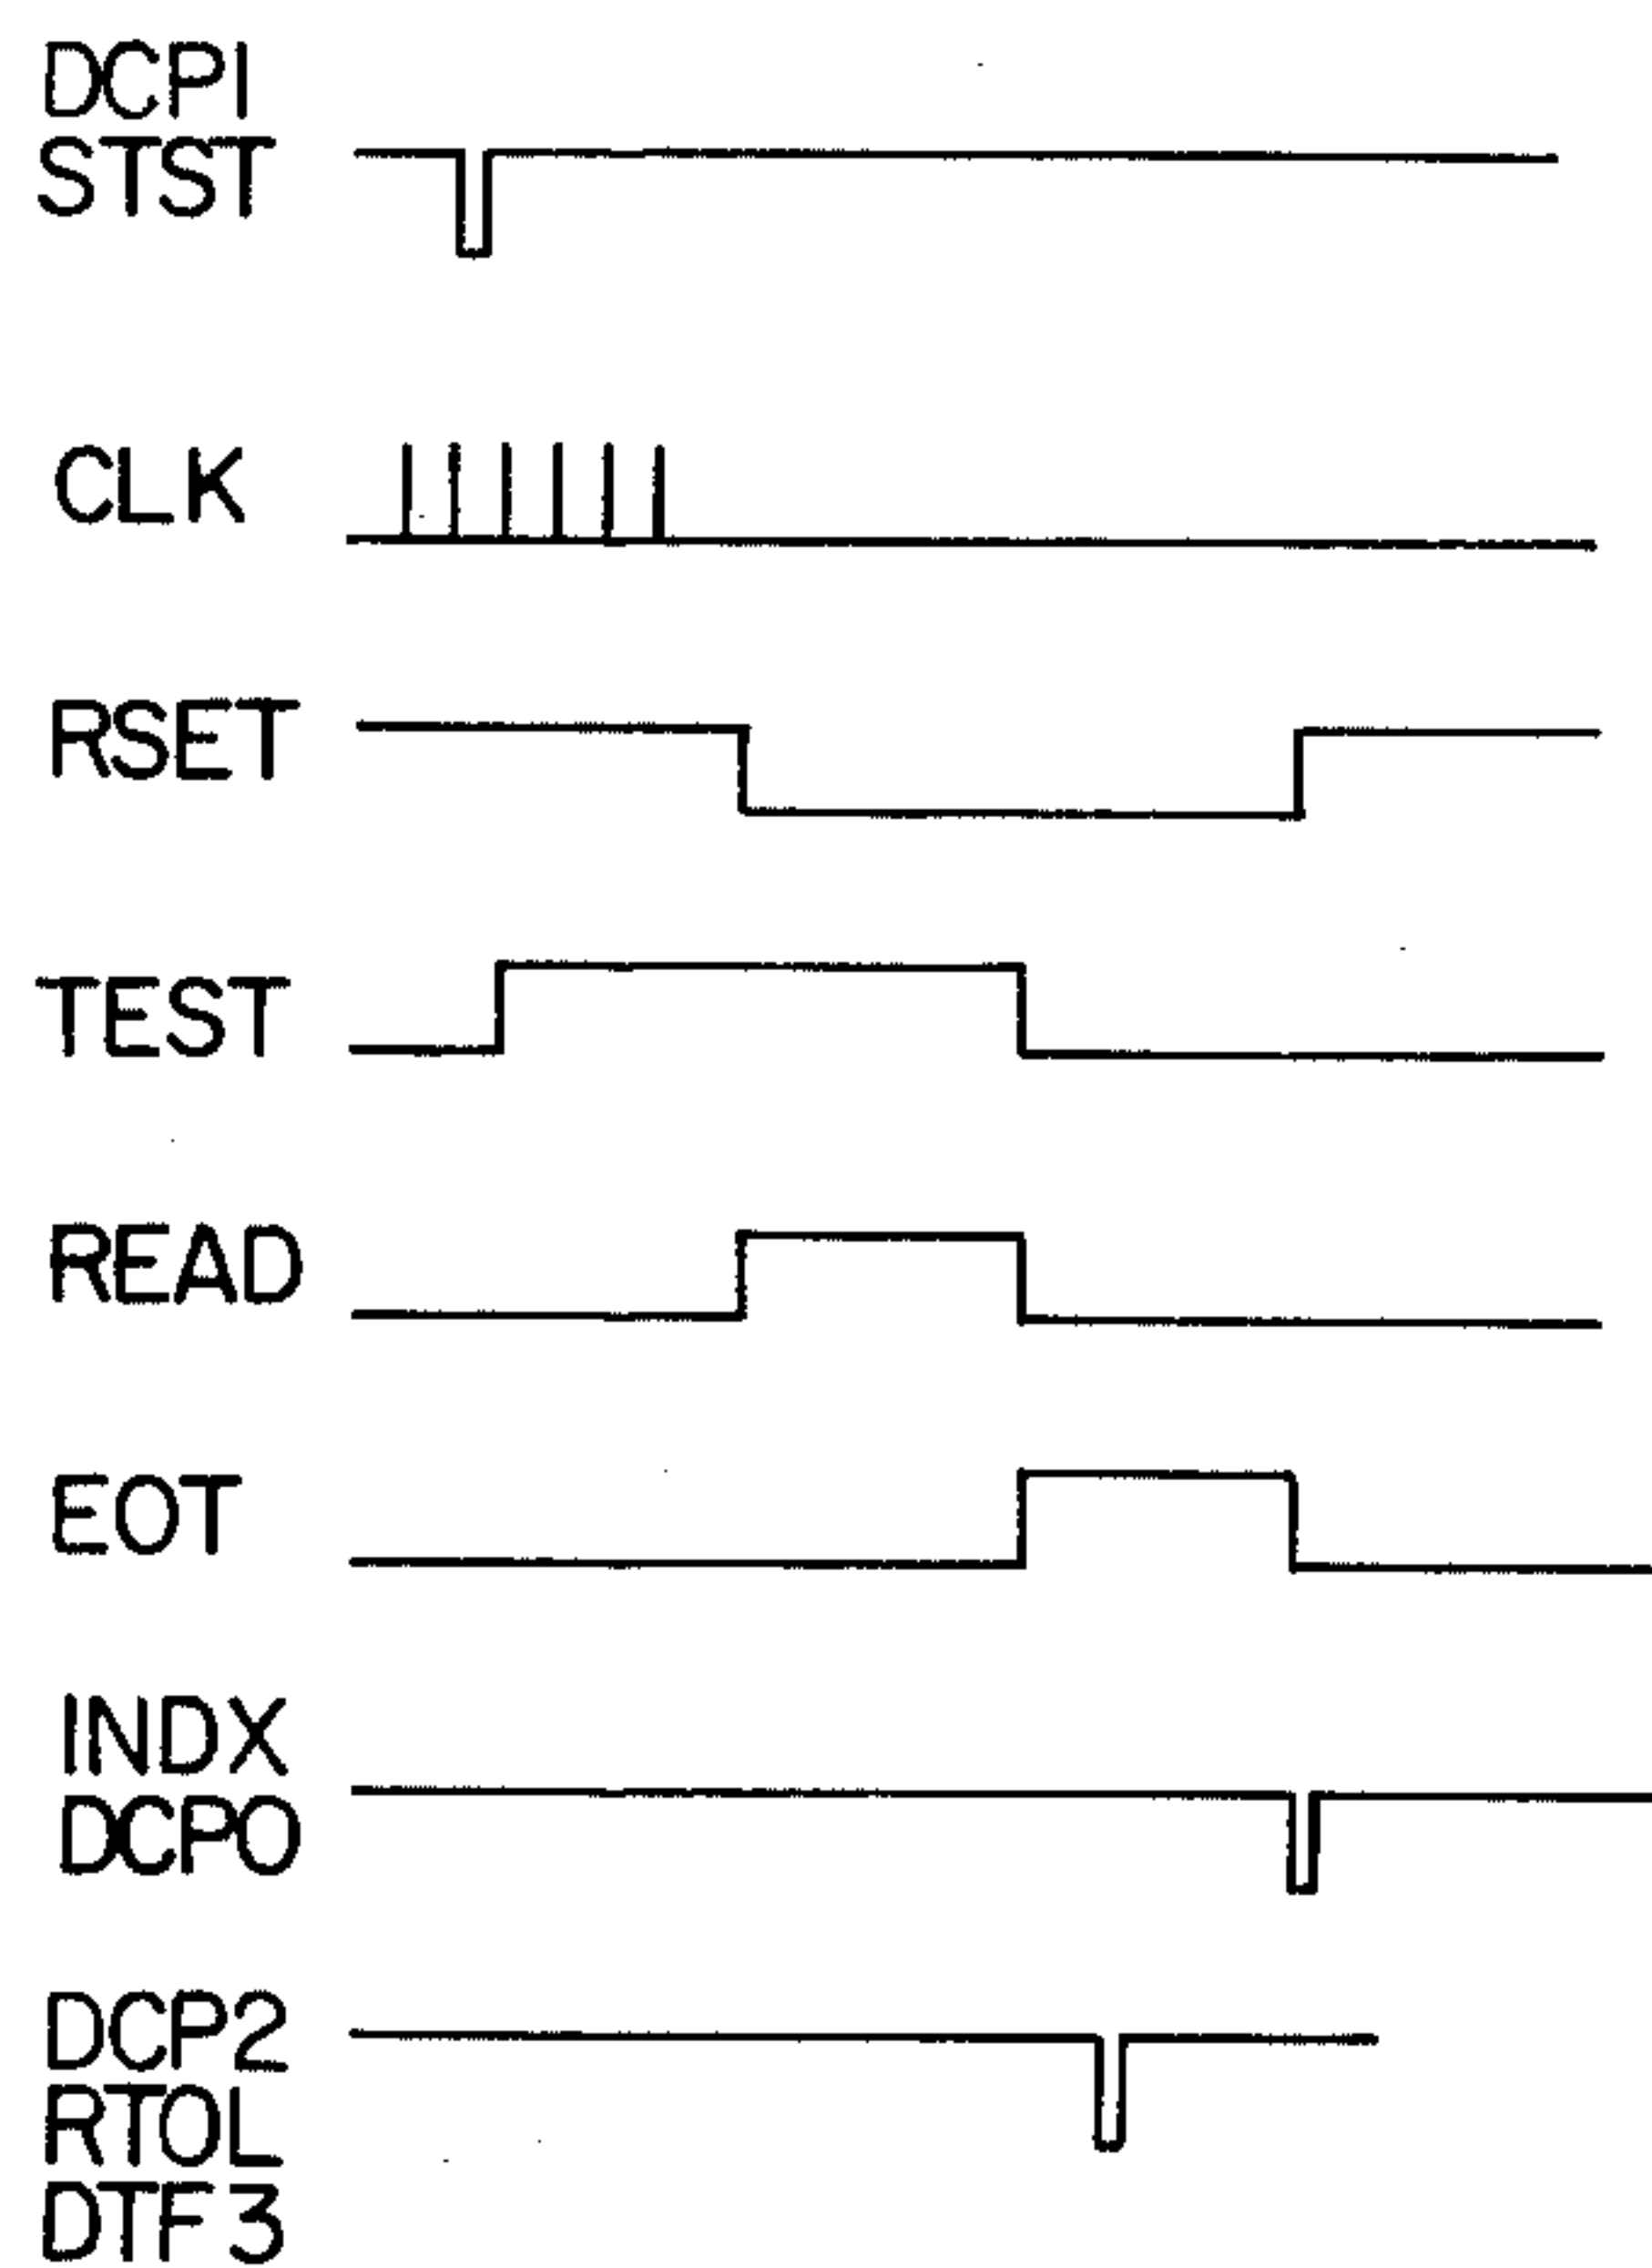 DCPI
STST
CLK
RSET
TEST
READ
EOT
INDX
DCPO
DCP2
RTOL
DTF3